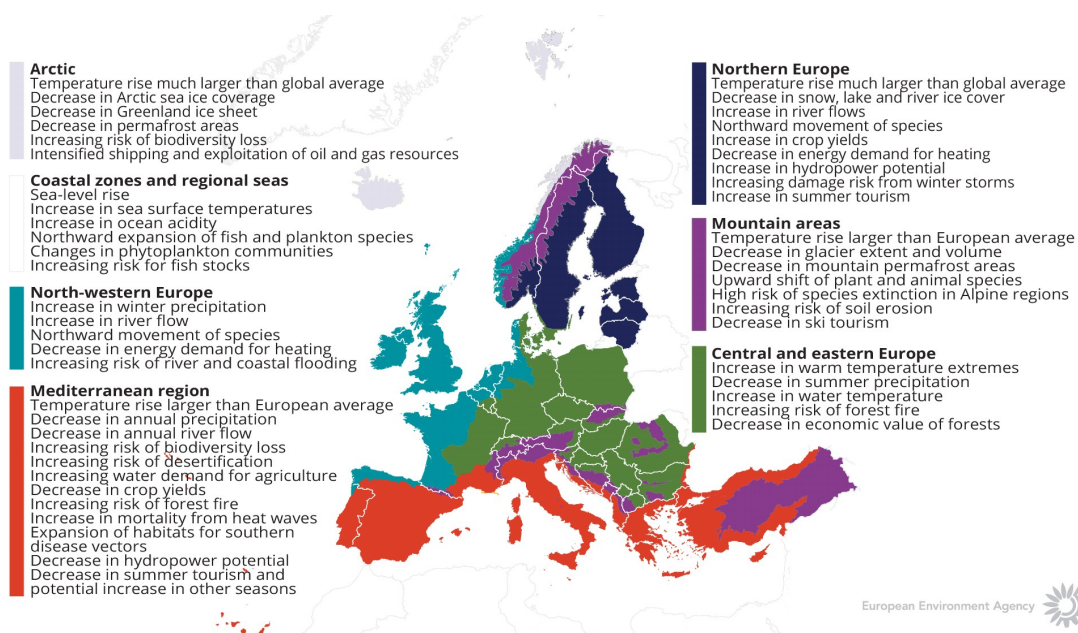 Arctic
Temperature rise much larger than global average
Decrease in Arctic sea ice coverage
Decrease in Greenland ice sheet
Decrease in permafrost areas
Increasing risk of biodiversity loss
Intensified shipping and exploitation of oil and gas resources
Coastal zones and regional seas
Sea-level rise
Increase in sea surface temperatures
Increase in ocean acidity
Northward expansion of fish and plankton species
Changes in phytoplankton communities
Increasing risk for fish stocks
North-western Europe
Increase in winter precipitation
Increase in river flow
Northward movement of species
Decrease in energy demand for heating
Increasing risk of river and coastal flooding
Mediterranean region
Temperature rise larger than European average
Decrease in annual precipitation
Decrease in annual river flow
Increasing risk of biodiversity loss
Increasing risk of desertification
Increasing water demand for agriculture
Decrease in crop yields
Increasing risk of forest fire
Increase in mortality from heat waves
Expansion of habitats for southern
disease vectors
Decrease in hydropower potential
Decrease in summer tourism and
potential increase in other seasons
Northern Europe
Temperature rise much larger than global average
Decrease in snow, lake and river ice cover
Increase in river flows
Northward movement of species
Increase in crop yields
Decrease in energy demand for heating
Increase in hydropower potential
Increasing damage risk from winter storms
Increase in summer tourism
Mountain areas
Temperature rise larger than European average
Decrease in glacier extent and volume
Decrease in mountain permafrost areas
Upward shift of plant and animal species
High risk of species extinction in Alpine regions
Increasing risk of soil erosion
Decrease in ski tourism
Central and eastern Europe
Increase in warm temperature extremes
Decrease in summer precipitation
Increase in water temperature
Increasing risk of forest fire
Decrease in economic value of forests
European Environment Agency